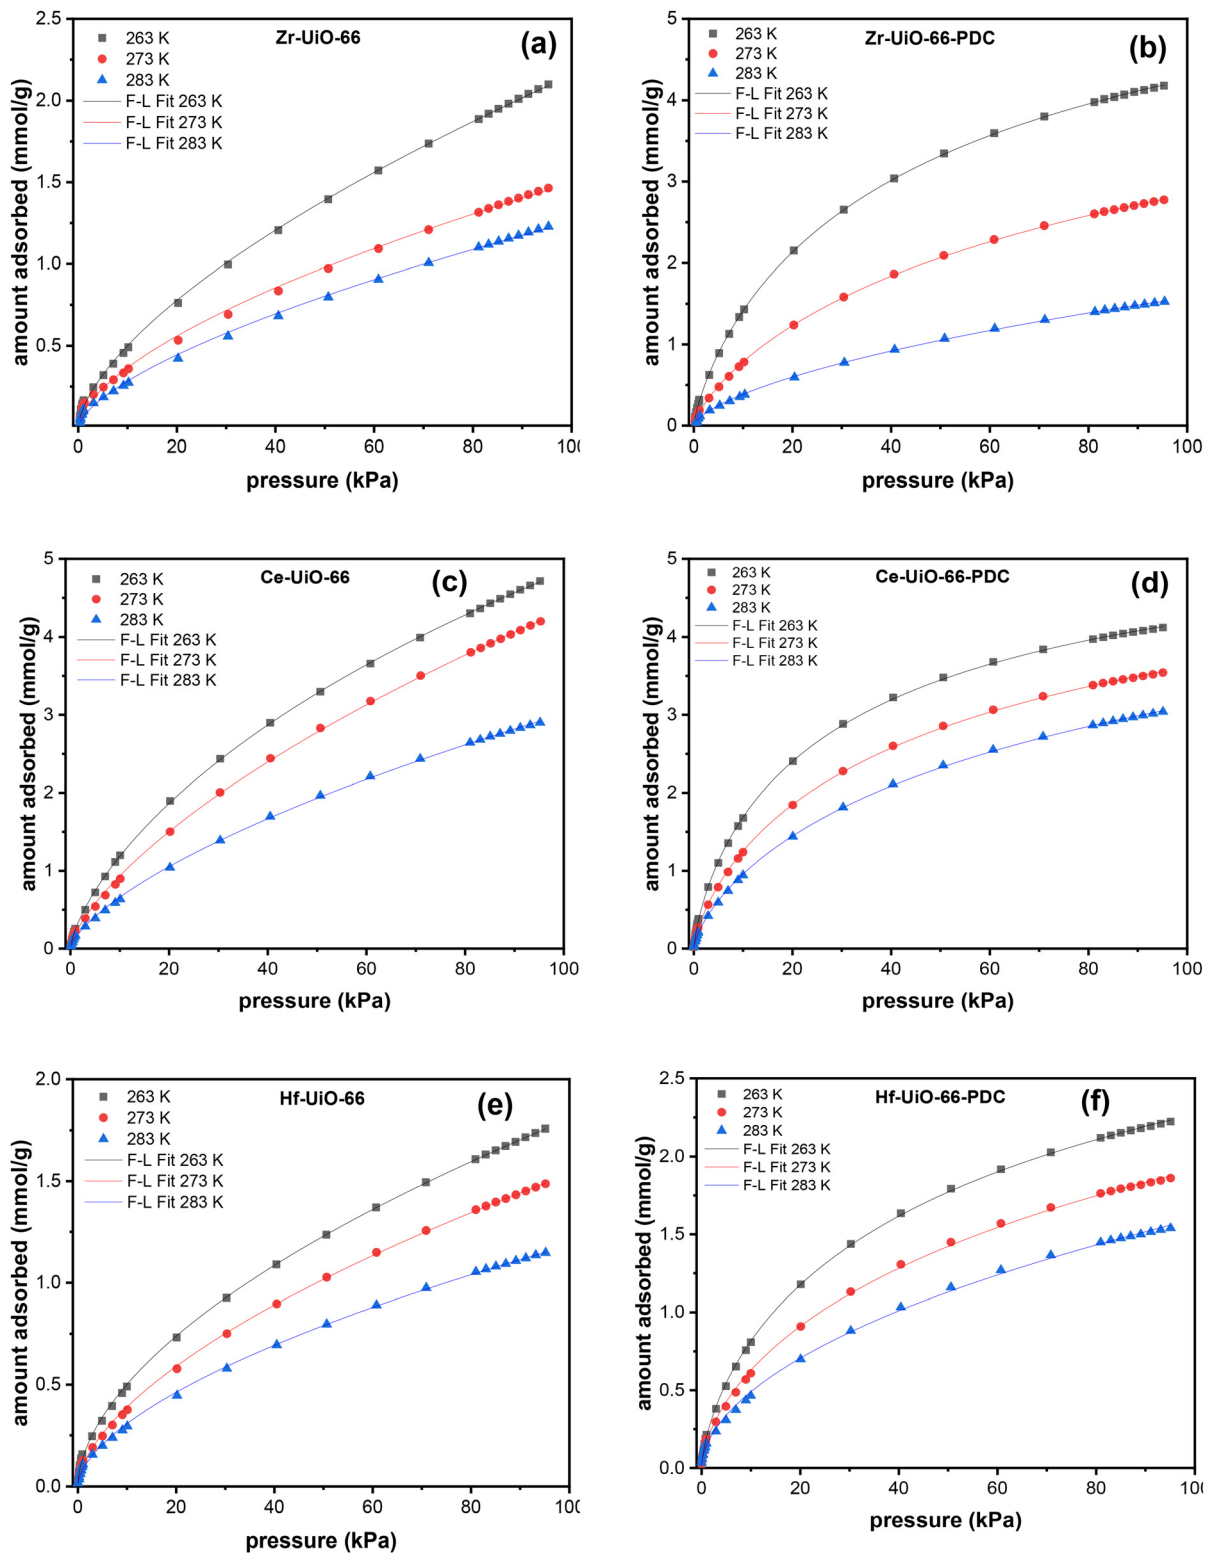 Zr-UiO-66
(a)
263 K
273 K
283 K
F-L Fit 263 K
F-L Fit 273 K
F-L Fit 283 K
2.5
2.0
1.5
1.0
0.5
0 20 40 60 80 100
amount adsorbed (mmol/g)
pressure (kPa)
Zr-UiO-66-PDC
(b)
263 K
273 K
283 K
F-L Fit 263 K
F-L Fit 273 K
F-L Fit 283 K
5
4
3
2
1
0
0 20 40 60 80 100
amount adsorbed (mmol/g)
pressure (kPa)
Ce-UiO-66
(c)
263 K
273 K
283 K
F-L Fit 263 K
F-L Fit 273 K
F-L Fit 283 K
5
4
3
2
1
0
0 20 40 60 80 100
amount adsorbed (mmol/g)
pressure (kPa)
Ce-UiO-66-PDC
(d)
263 K
273 K
283 K
F-L Fit 263 K
F-L Fit 273 K
F-L Fit 283 K
5
4
3
2
1
0
0 20 40 60 80 100
amount adsorbed (mmol/g)
pressure (kPa)
Hf-UiO-66
(e)
263 K
273 K
283 K
F-L Fit 263 K
F-L Fit 273 K
F-L Fit 283 K
2.0
1.5
1.0
0.5
0.0
0 20 40 60 80 100
amount adsorbed (mmol/g)
pressure (kPa)
Hf-UiO-66-PDC
(f)
263 K
273 K
283 K
F-L Fit 263 K
F-L Fit 273 K
F-L Fit 283 K
2.5
2.0
1.5
1.0
0.5
0.0
0 20 40 60 80 100
amount adsorbed (mmol/g)
pressure (kPa)